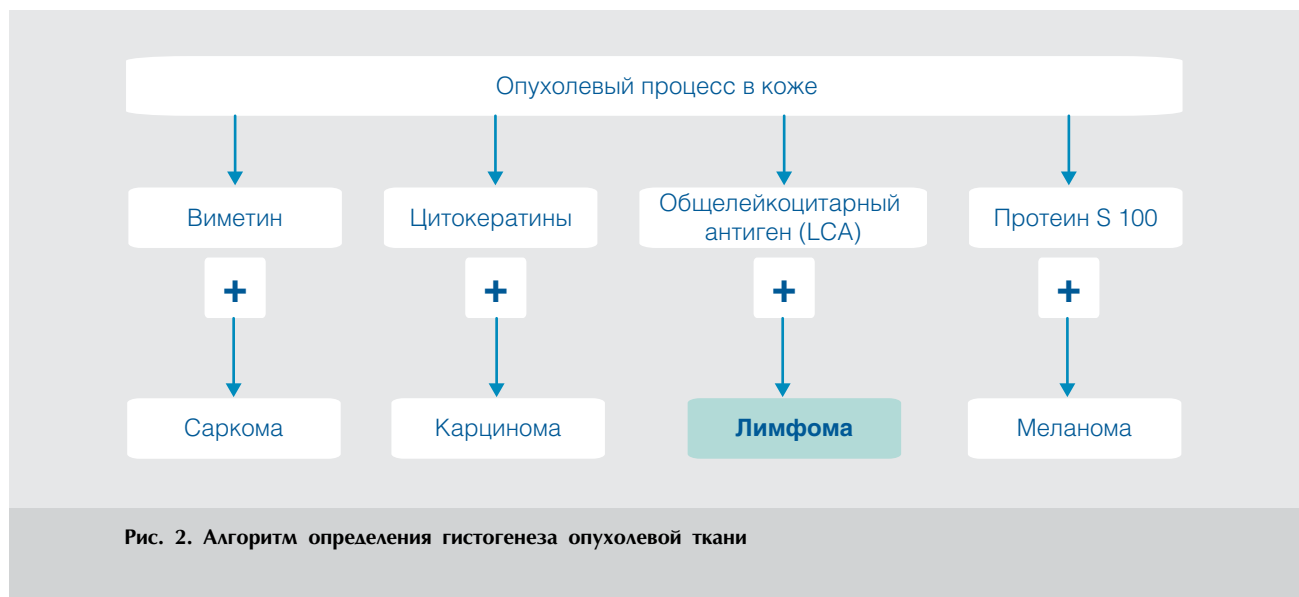 Опухолевый процесс в коже
Виметин
Цитокератины
Общелейкоцитарный
антиген (LCA)
Протеин S 100
+
+
+
+
Саркома
Карцинома
Лимфома
Меланома
Рис. 2. Алгоритм определения гистогенеза опухолевой ткани